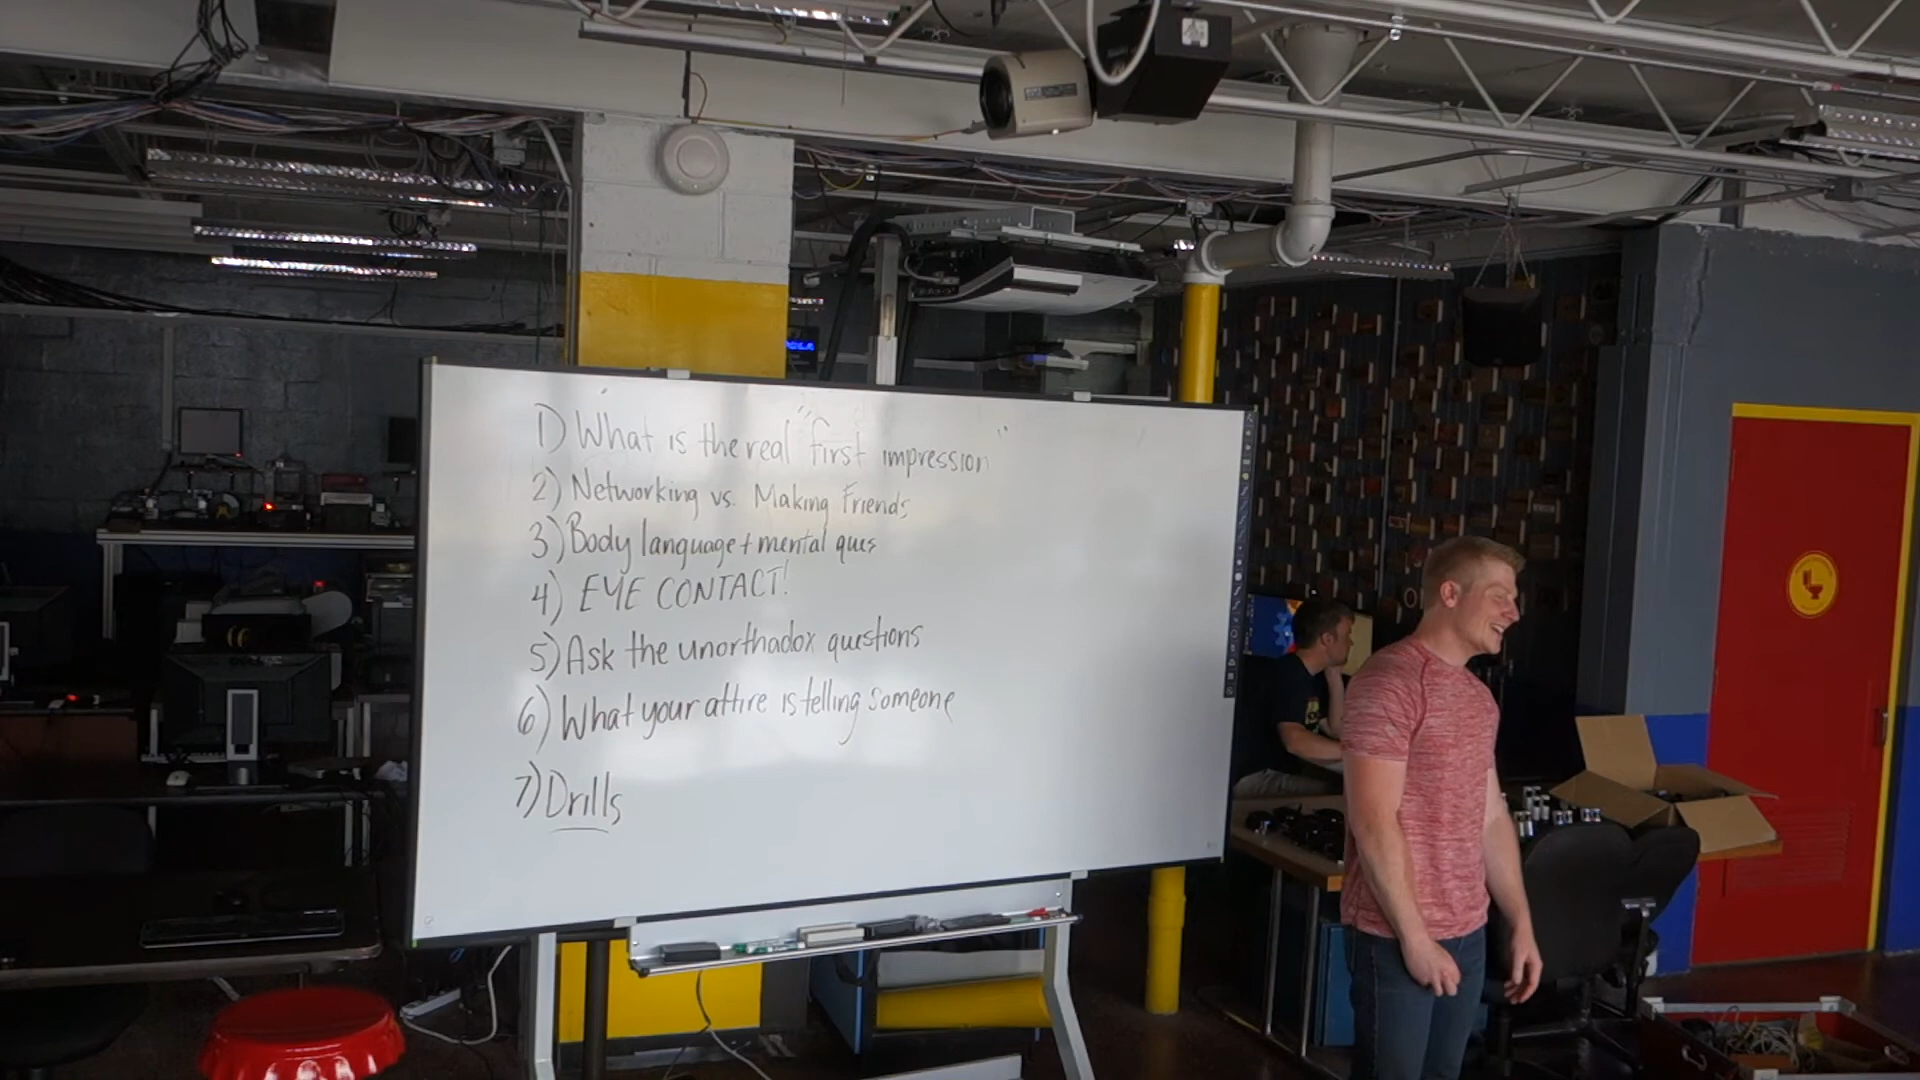 1) What is the real "first impression"
2) Networking vs. Making Friends
3) Body language + mental ques
4) EYE CONTACT!
5) Ask the unorthadox questions
6) What your attire is telling someone
7) Drills